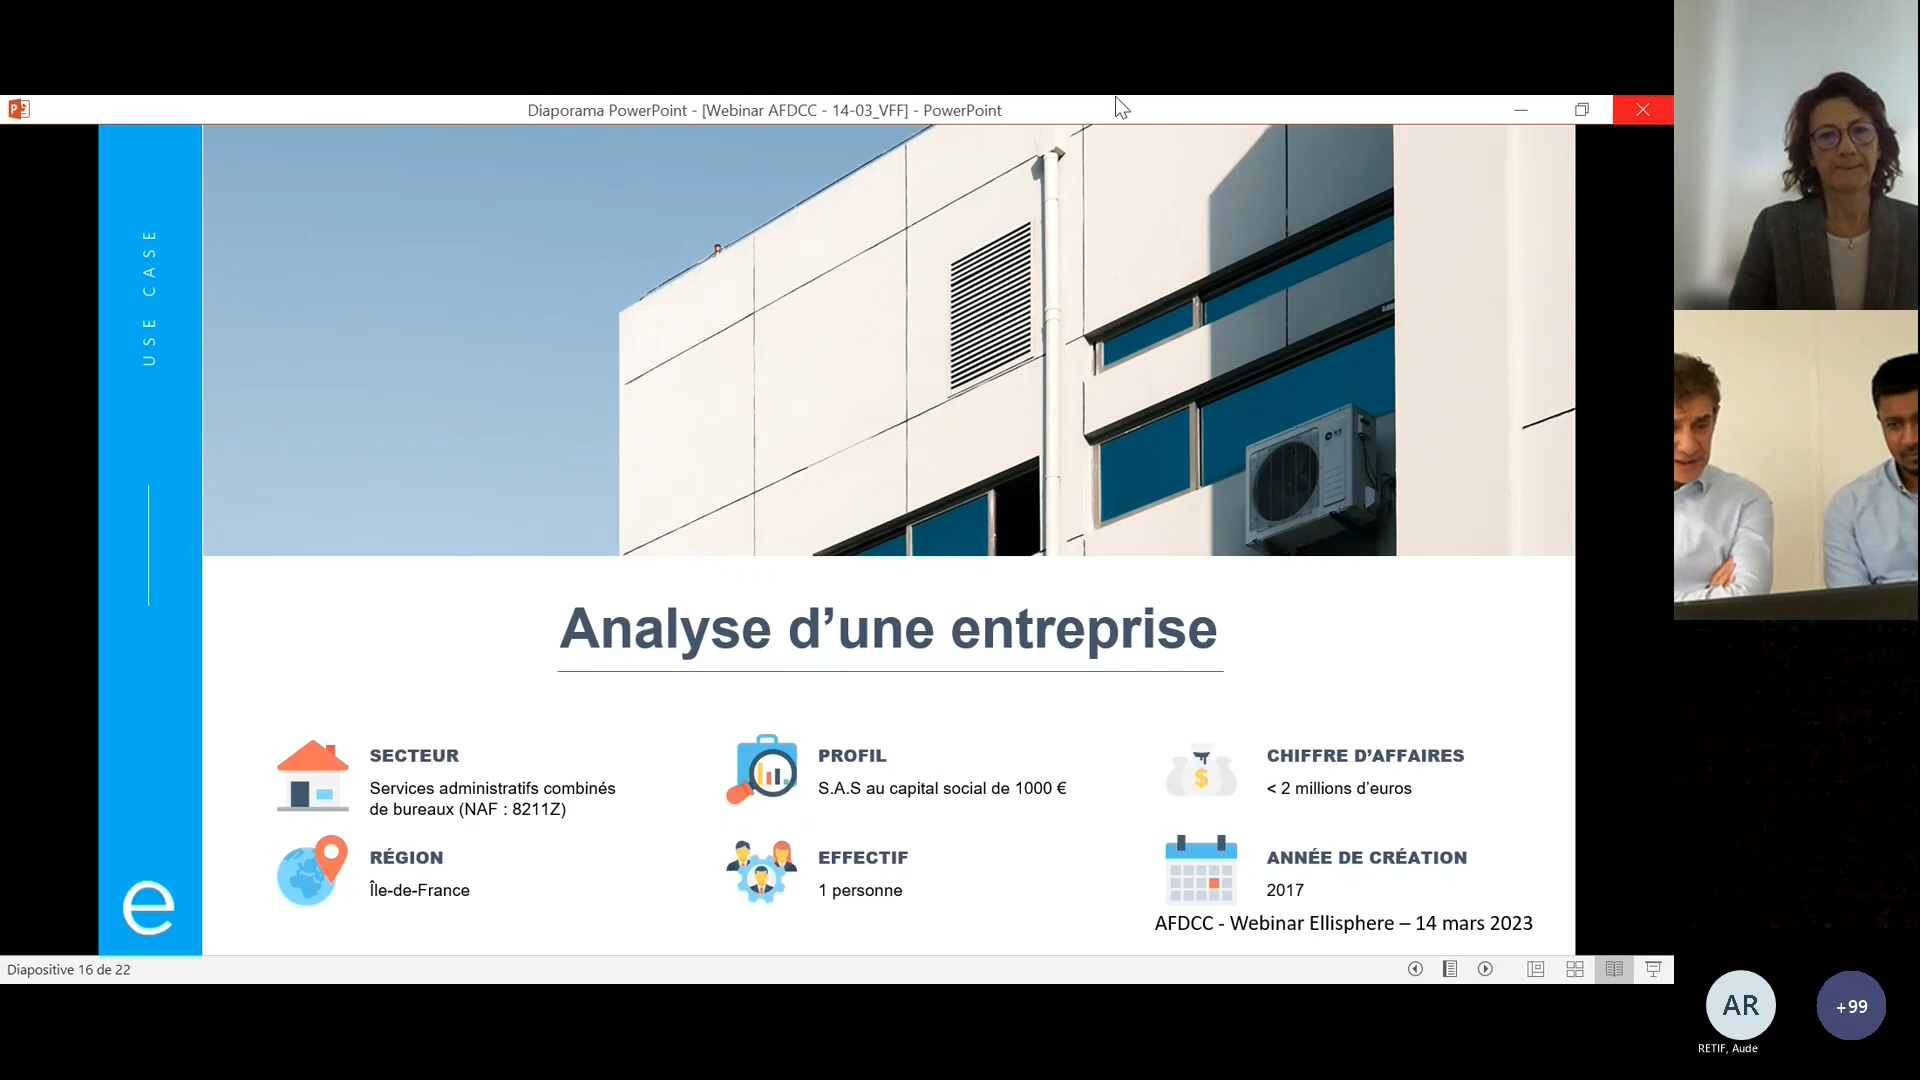 Diaporama PowerPoint - [Webinar AFDCC - 14-03_VFF] - PowerPoint
USE CASE
Analyse d’une entreprise
SECTEUR
Services administratifs combinés
de bureaux (NAF : 8211Z)
PROFIL
S.A.S au capital social de 1000 €
CHIFFRE D’AFFAIRES
< 2 millions d’euros
RÉGION
Île-de-France
EFFECTIF
1 personne
ANNÉE DE CRÉATION
2017
AFDCC - Webinar Ellisphere – 14 mars 2023
e
Diapositive 16 de 22
AR
+99
RETIF, Aude